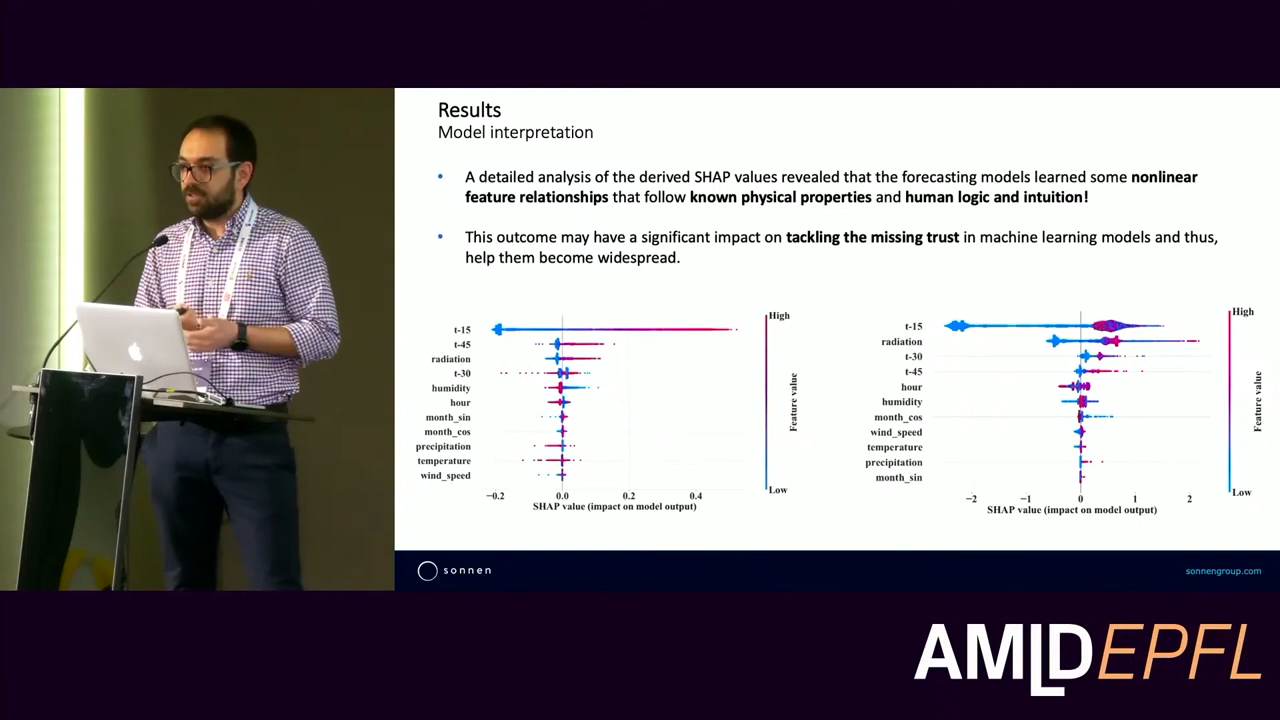 Results
Model interpretation
• A detailed analysis of the derived SHAP values revealed that the forecasting models learned some nonlinear
feature relationships that follow known physical properties and human logic and intuition!
• This outcome may have a significant impact on tackling the missing trust in machine learning models and thus,
help them become widespread.
t-15
t-45
radiation
t-30
humidity
hour
month_sin
month_cos
precipitation
temperature
wind_speed
−0.2 0.0 0.2 0.4
SHAP value (impact on model output)
High
Feature value
Low
t-15
radiation
t-30
t-45
hour
humidity
month_cos
wind_speed
temperature
precipitation
month_sin
−2 −1 0 1 2
SHAP value (impact on model output)
High
Feature value
Low
sonnen
sonnengroup.com
AMLD EPFL